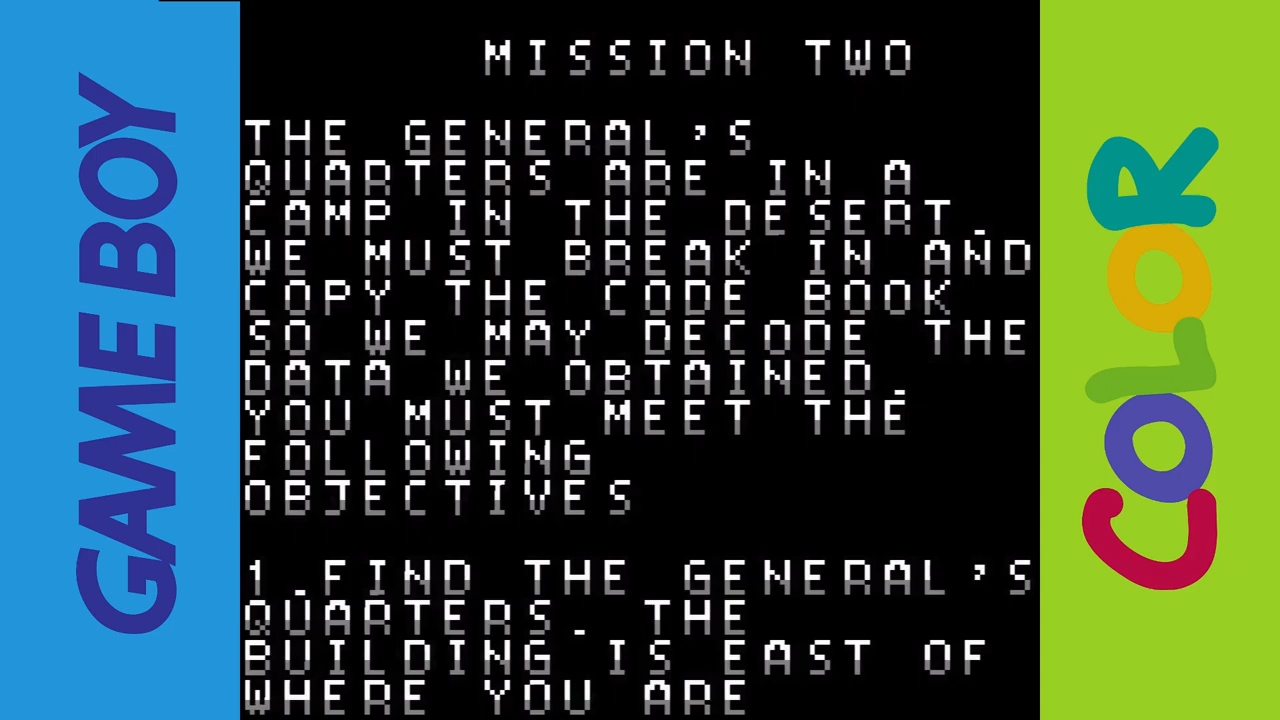 GAME BOY
MISSION TWO
THE GENERAL'S
QUARTERS ARE IN A
CAMP IN THE DESERT.
WE MUST BREAK IN AND
COPY THE CODE BOOK
SO WE MAY DECODE THE
DATA WE OBTAINED.
YOU MUST MEET THE
FOLLOWING
OBJECTIVES
1.FIND THE GENERAL'S
QUARTERS. THE
BUILDING IS EAST OF
WHERE YOU ARE
COLOR